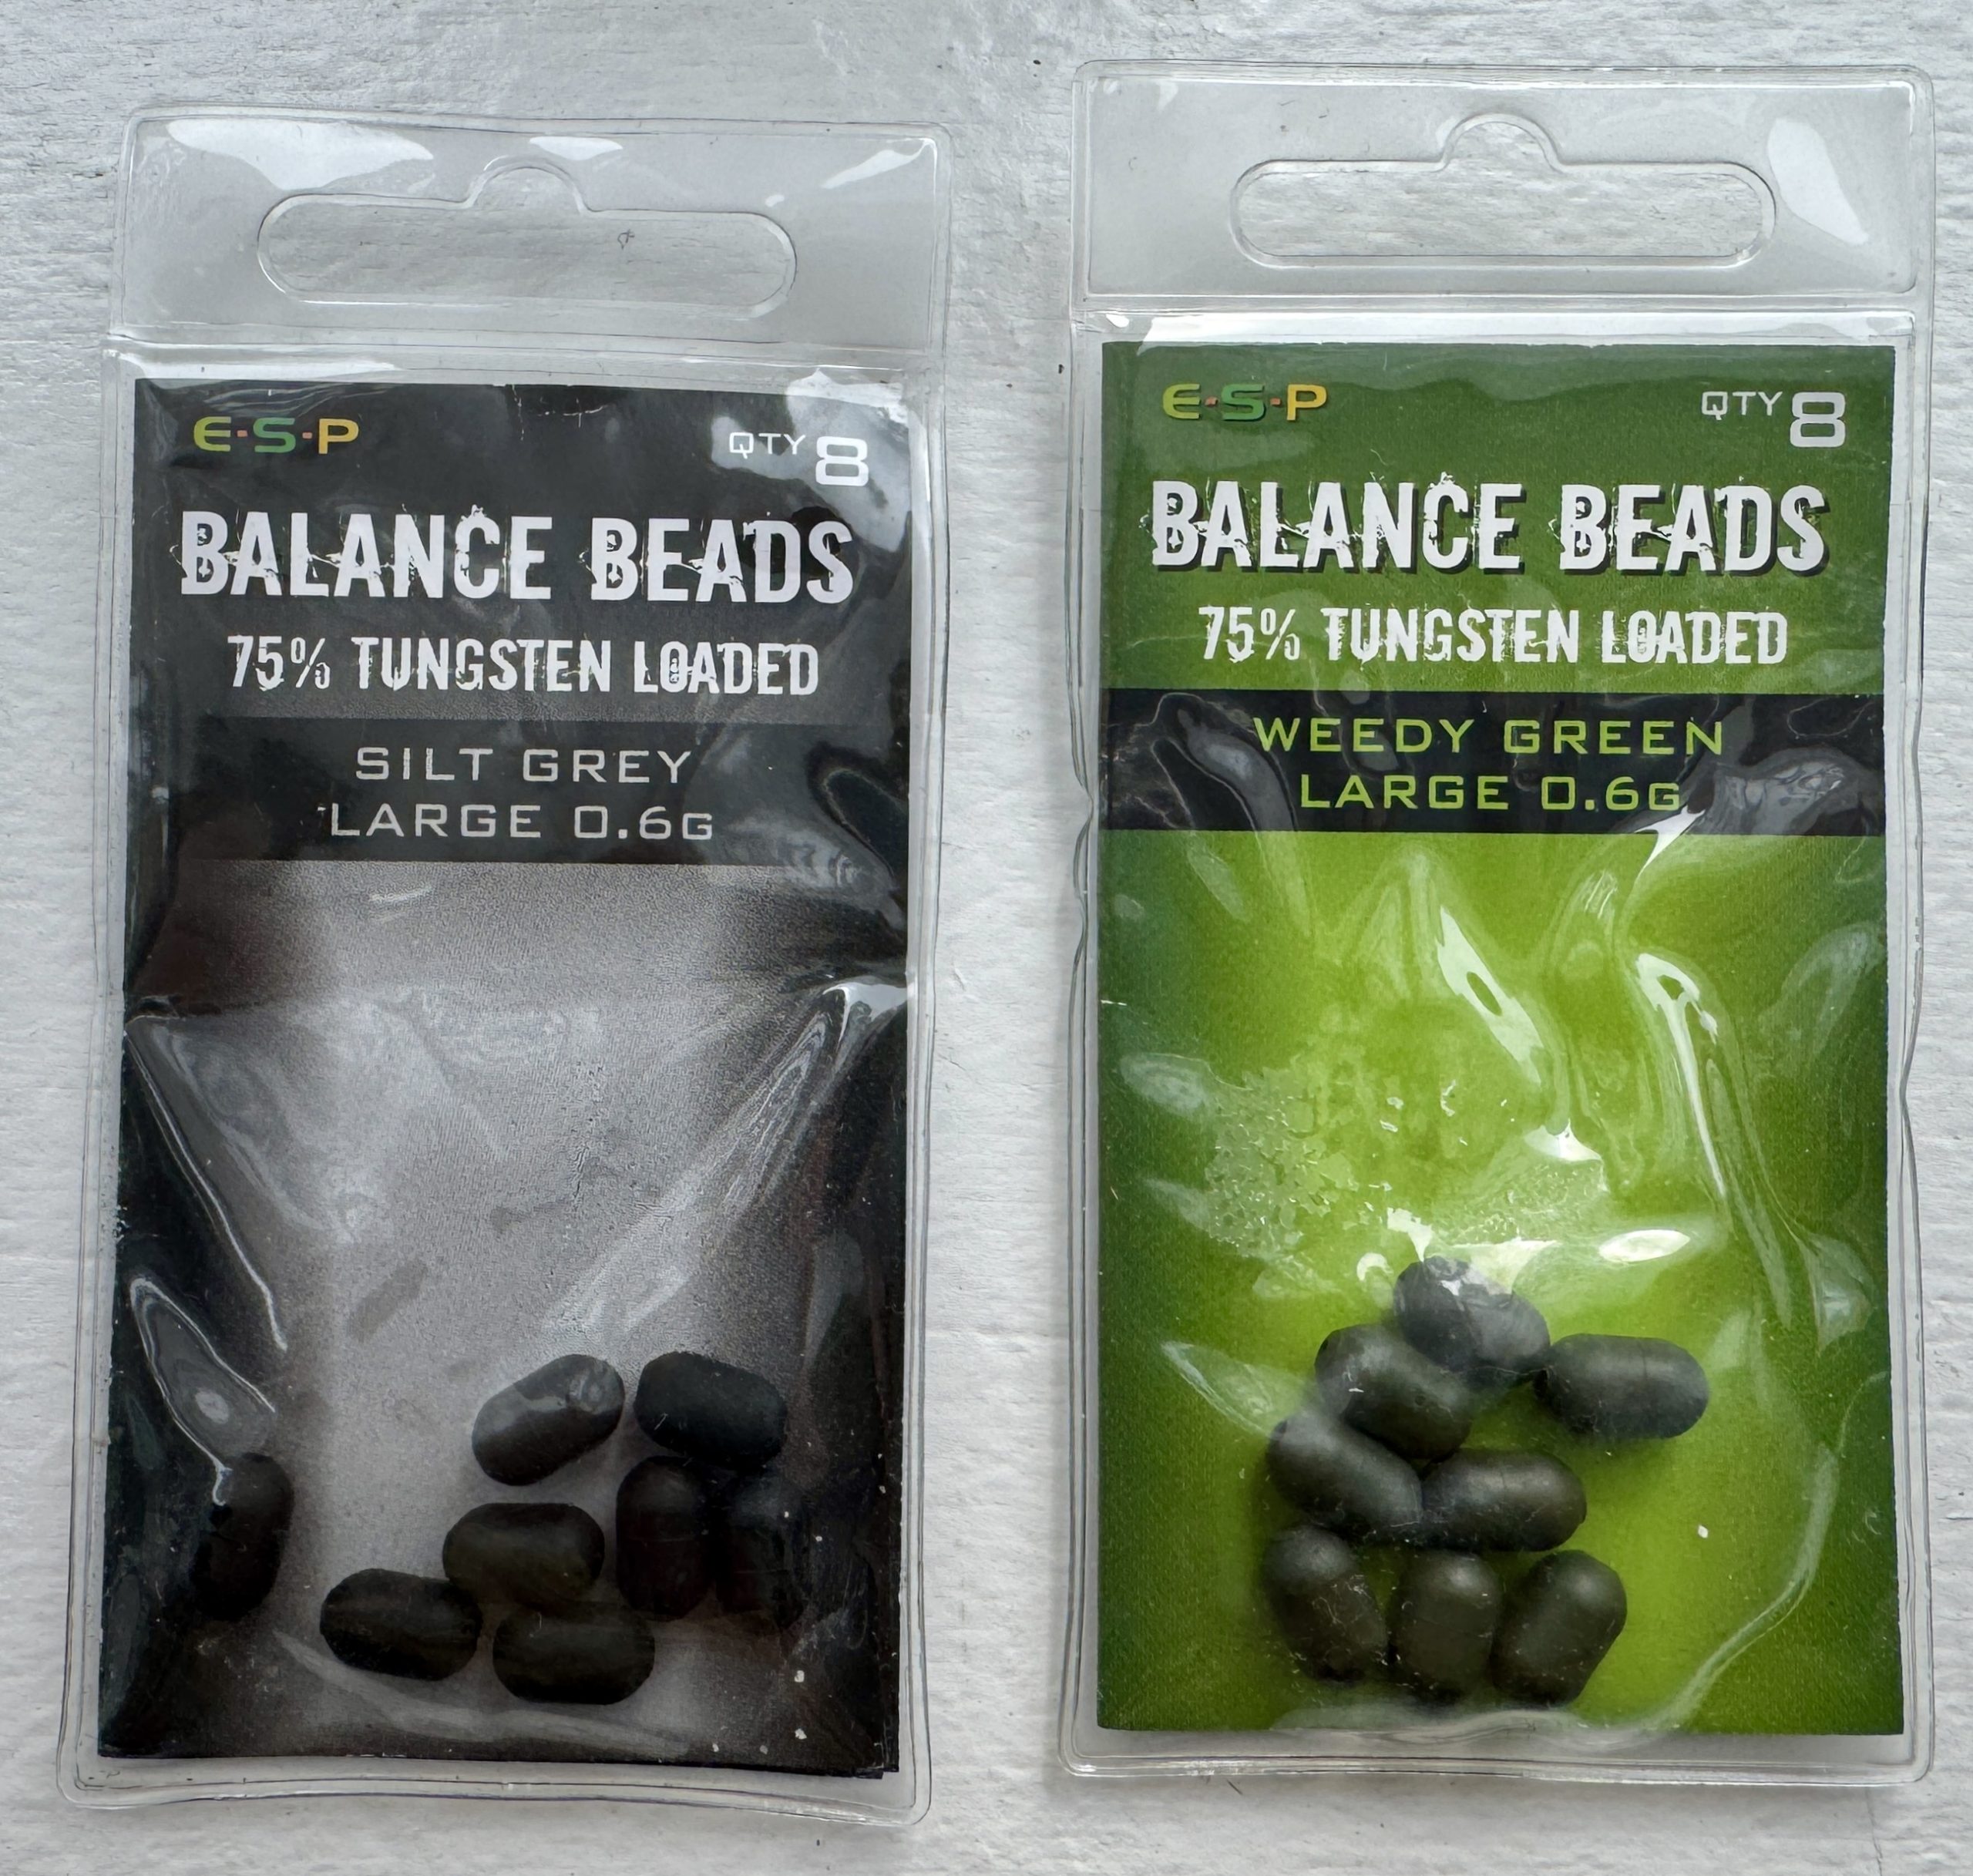 E·S·P
QTY 8
BALANCE BEADS
75% TUNGSTEN LOADED
SILT GREY
LARGE 0.6G
E·S·P
QTY 8
BALANCE BEADS
75% TUNGSTEN LOADED
WEEDY GREEN
LARGE 0.6G